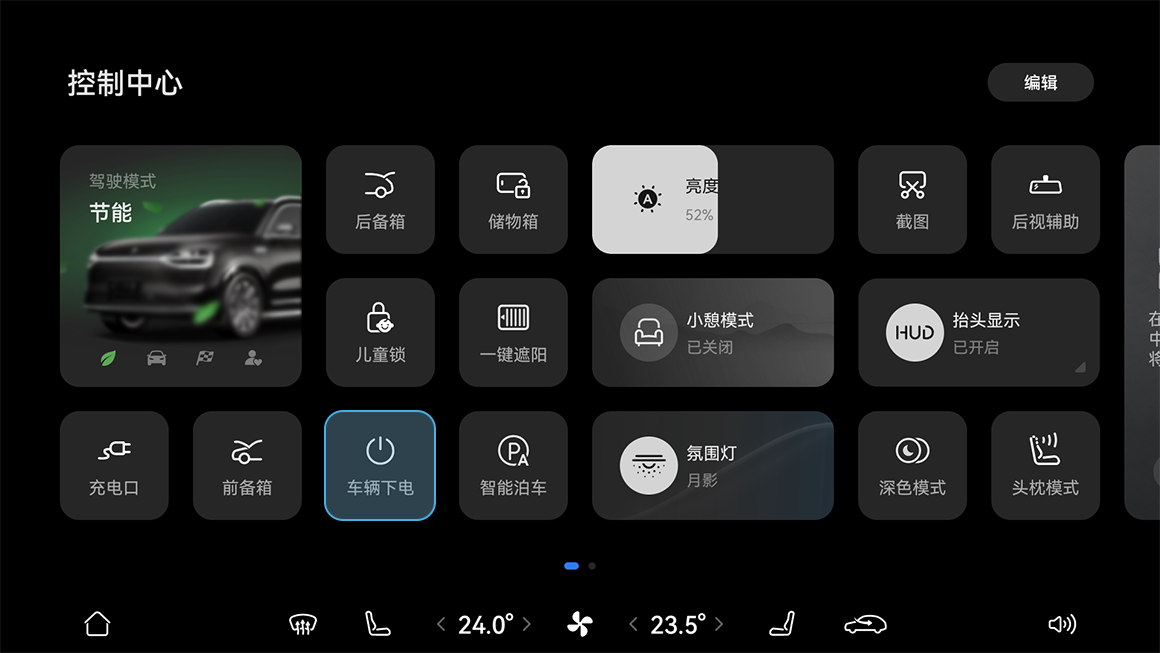 控制中心
编辑
驾驶模式
节能
后备箱
储物箱
A
亮度
52%
截图
后视辅助
儿童锁
一键遮阳
小憩模式
已关闭
HUD
抬头显示
已开启
在
中
将
充电口
前备箱
车辆下电
PA
智能泊车
氛围灯
月影
深色模式
头枕模式
24.0°
23.5°